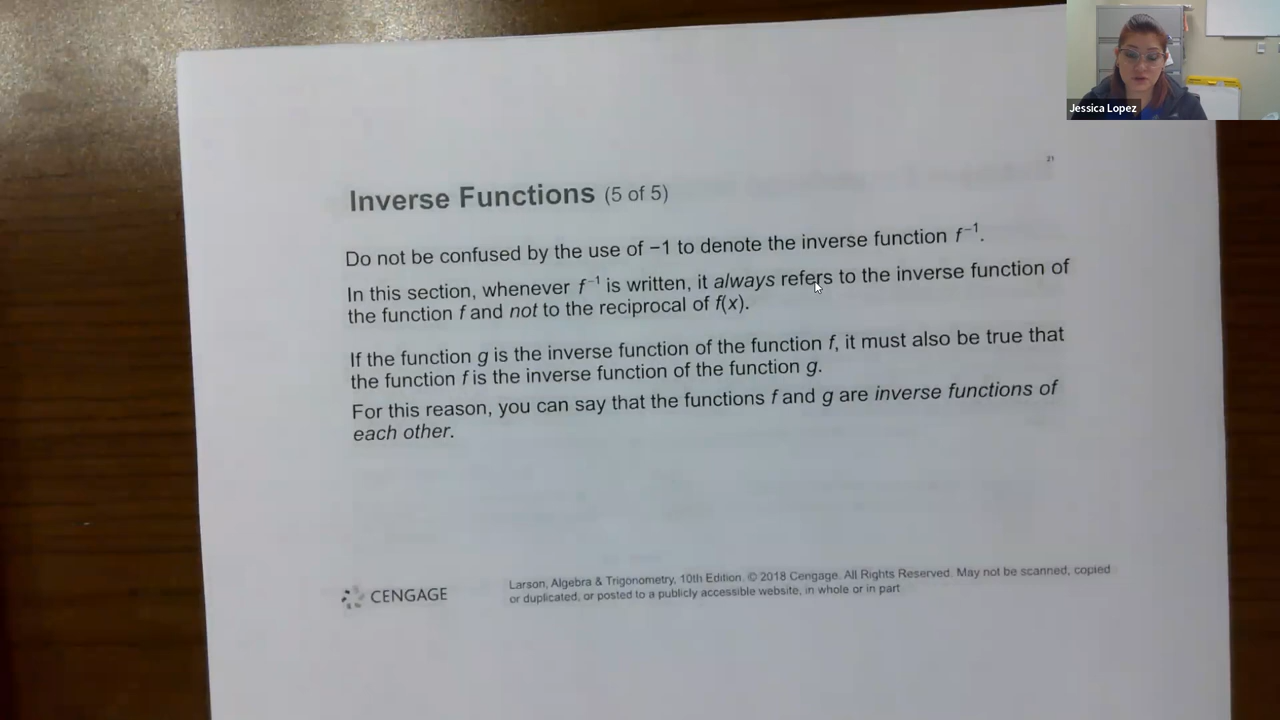 Jessica Lopez
21
Inverse Functions (5 of 5)
Do not be confused by the use of −1 to denote the inverse function f⁻¹.
In this section, whenever f⁻¹ is written, it always refers to the inverse function of
the function f and not to the reciprocal of f(x).
If the function g is the inverse function of the function f, it must also be true that
the function f is the inverse function of the function g.
For this reason, you can say that the functions f and g are inverse functions of
each other.
CENGAGE
Larson, Algebra & Trigonometry, 10th Edition. © 2018 Cengage. All Rights Reserved. May not be scanned, copied
or duplicated, or posted to a publicly accessible website, in whole or in part